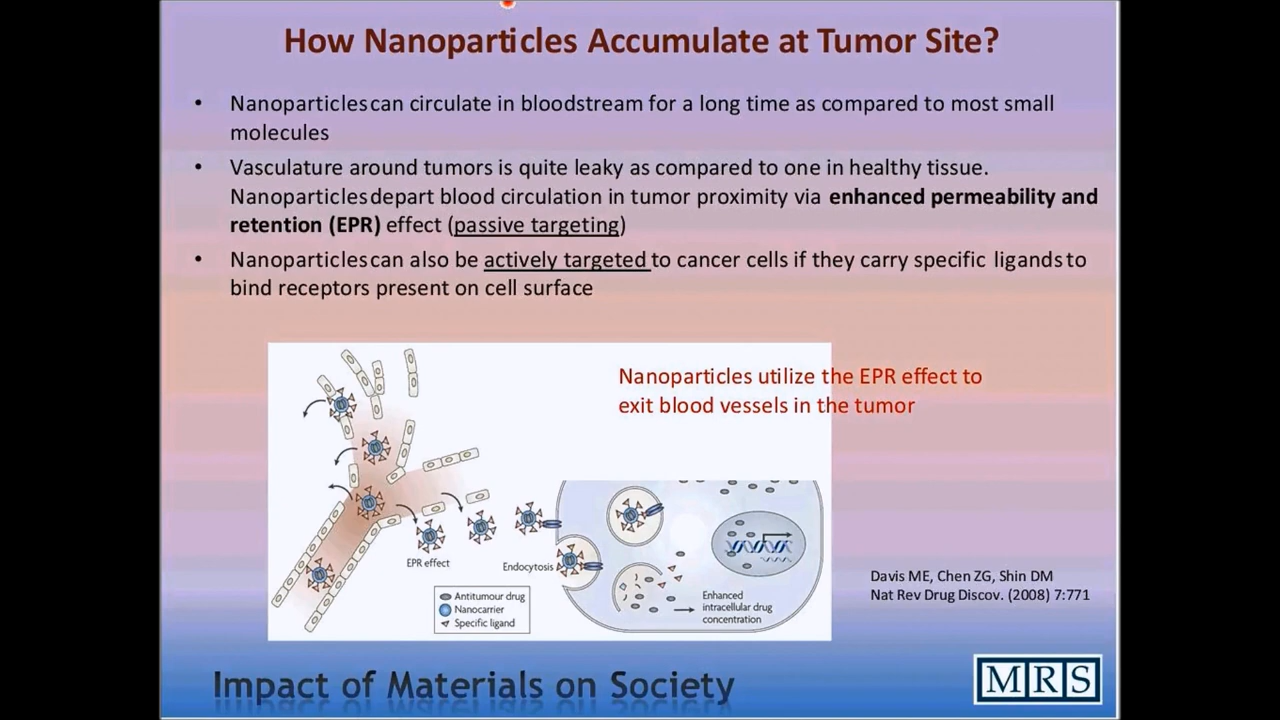 How Nanoparticles Accumulate at Tumor Site?
• Nanoparticles can circulate in bloodstream for a long time as compared to most small
molecules
• Vasculature around tumors is quite leaky as compared to one in healthy tissue.
Nanoparticles depart blood circulation in tumor proximity via enhanced permeability and
retention (EPR) effect (passive targeting)
• Nanoparticles can also be actively targeted to cancer cells if they carry specific ligands to
bind receptors present on cell surface
Nanoparticles utilize the EPR effect to
exit blood vessels in the tumor
EPR effect
Endocytosis
Antitumour drug
Nanocarrier
Specific ligand
Enhanced
intracellular drug
concentration
Davis ME, Chen ZG, Shin DM
Nat Rev Drug Discov. (2008) 7:771
Impact of Materials on Society
MRS